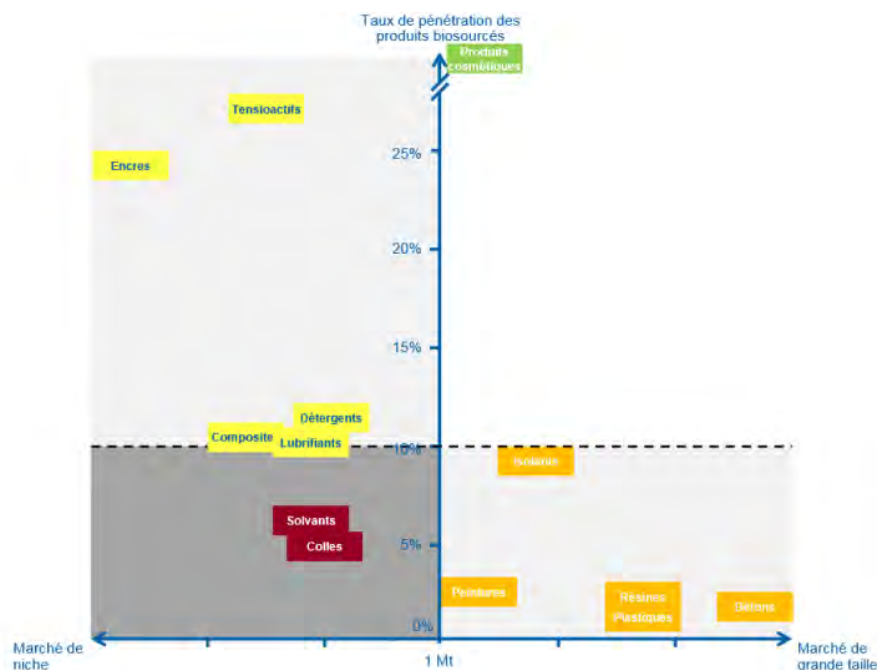 Taux de pénétration des
produits biosourcés
Produits
cosmétiques
Tensioactifs
25%
Encres
20%
15%
Détergents
Composite
Lubrifiants
10%
Isolants
Solvants
Colles
5%
Peintures
Résines
Plastiques
Bétons
0%
Marché de
niche
1 Mt
Marché de
grande taille